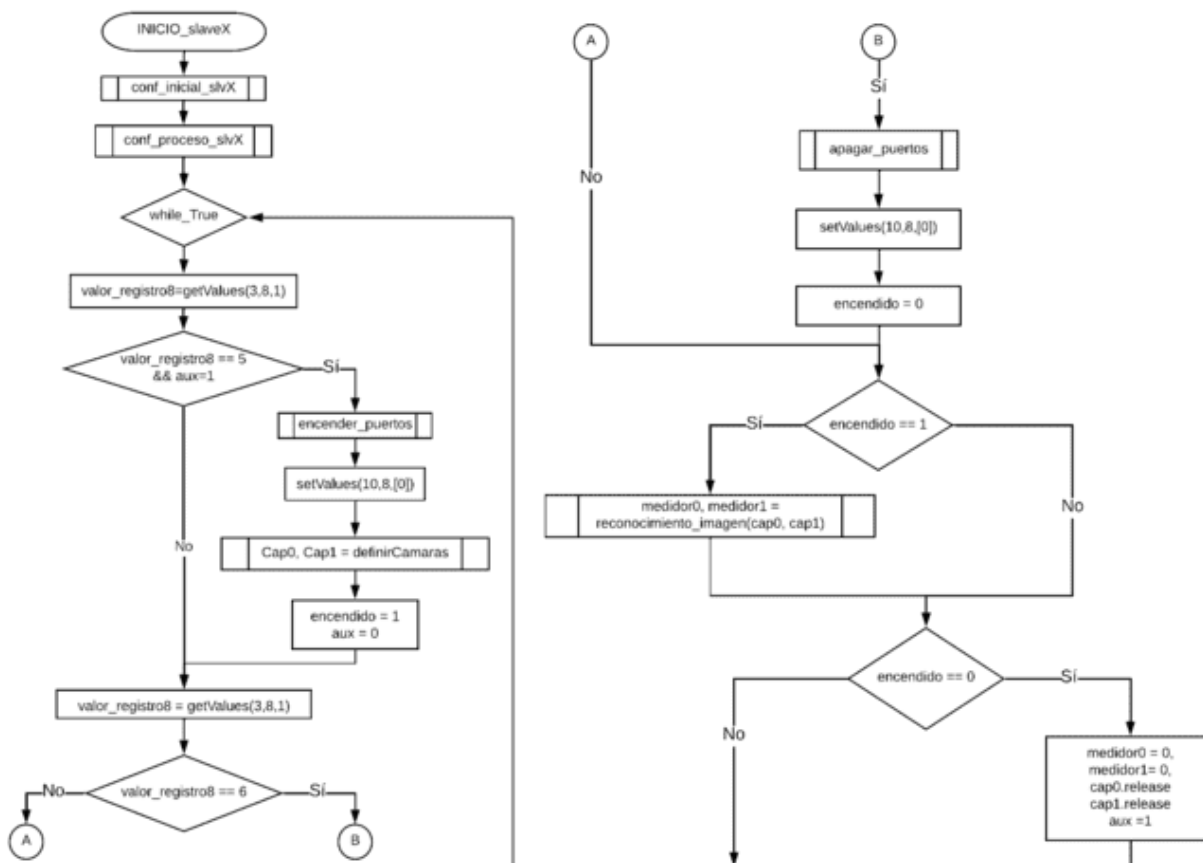 INICIO_slaveX
conf_inicial_slvX
conf_proceso_slvX
while_True
valor_registro8=getValues(3,8,1)
valor_registro8 == 5
&& aux=1
Sí
encender_puertos
setValues(10,8,[0])
No
Cap0, Cap1 = definirCamaras
encendido = 1
aux = 0
valor_registro8 = getValues(3,8,1)
valor_registro8 == 6
No
Sí
A
B
A
B
Sí
apagar_puertos
No
setValues(10,8,[0])
encendido = 0
encendido == 1
Sí
No
medidor0, medidor1 =
reconocimiento_imagen(cap0, cap1)
encendido == 0
Sí
No
medidor0 = 0,
medidor1= 0,
cap0.release
cap1.release
aux =1